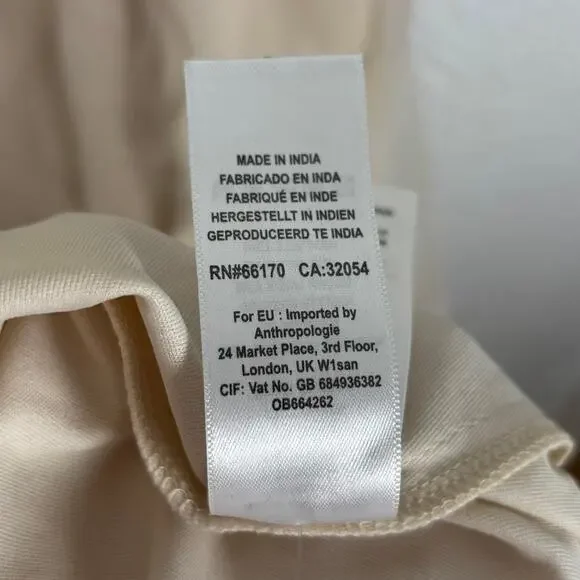 MADE IN INDIA
FABRICADO EN INDA
FABRIQUÉ EN INDE
HERGESTELLT IN INDIEN
GEPRODUCEERD TE INDIA
RN#66170 CA:32054
For EU : Imported by
Anthropologie
24 Market Place, 3rd Floor,
London, UK W1san
CIF: Vat No. GB 684936382
OB664262